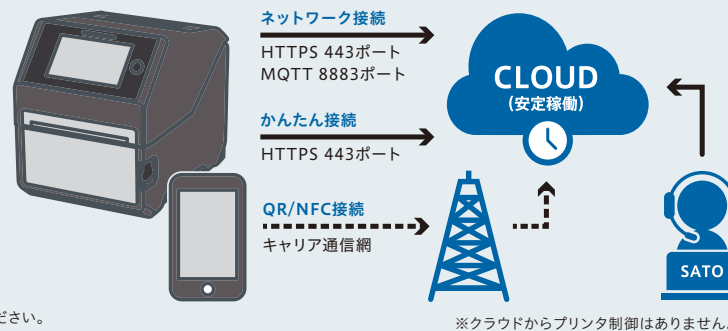 ネットワーク接続
HTTPS 443ポート
MQTT 8883ポート
かんたん接続
HTTPS 443ポート
QR/NFC接続
キャリア通信網
CLOUD
(安定稼働)
SATO
ださい。
※クラウドからプリンタ制御はありません。